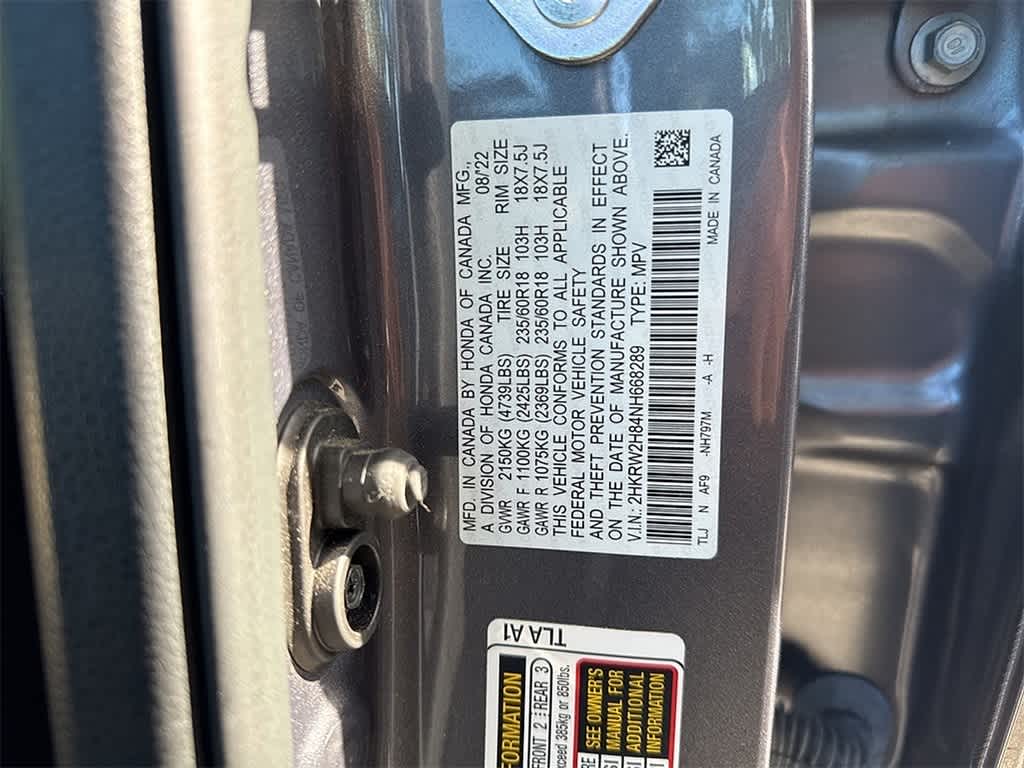 MFD. IN CANADA BY HONDA OF CANADA MFG.,
A DIVISION OF HONDA CANADA INC. 08/'22
GVWR 2150KG (4739LBS) TIRE SIZE RIM SIZE
GAWR F 1100KG (2425LBS) 235/60R18 103H 18X7.5J
GAWR R 1075KG (2369LBS) 235/60R18 103H 18X7.5J
THIS VEHICLE CONFORMS TO ALL APPLICABLE
FEDERAL MOTOR VEHICLE SAFETY
AND THEFT PREVENTION STANDARDS IN EFFECT
ON THE DATE OF MANUFACTURE SHOWN ABOVE.
V.I.N.: 2HKRW2H84NH668289 TYPE: MPV
TLJ N AF9 -NH797M -A -H
MADE IN CANADA
TLA A1
FORMATION
FRONT 2 REAR 3
exceed 385kg or 850lbs.
SEE OWNER'S
MANUAL FOR
ADDITIONAL
INFORMATION